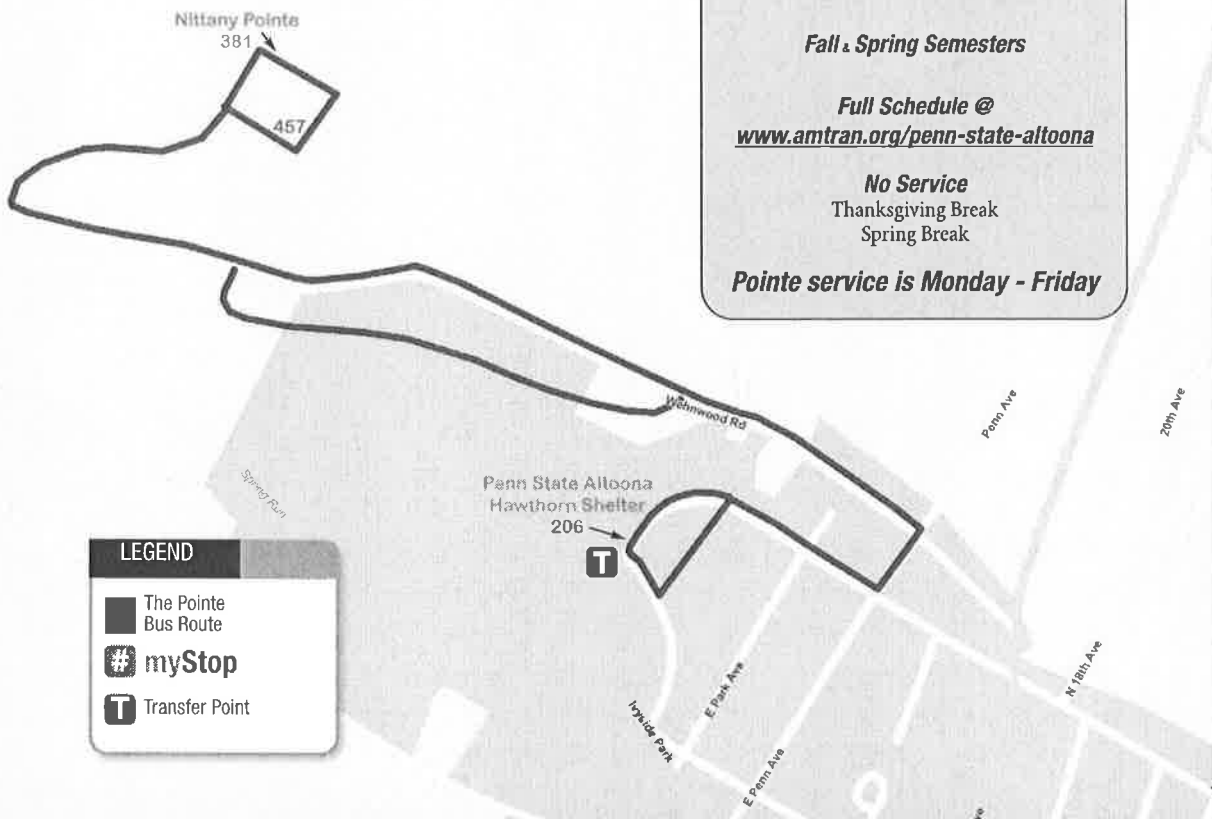 Nittany Pointe
381
457
Fall & Spring Semesters
Full Schedule @
www.amtran.org/penn-state-altoona
No Service
Thanksgiving Break
Spring Break
Pointe service is Monday - Friday
Wehnwood Rd
Penn Ave
20th Ave
Spring Run
Penn State Altoona
Hawthorn Shelter
206
T
LEGEND
The Pointe
Bus Route
# myStop
T Transfer Point
Ivyside Park
E Park Ave
E Penn Ave
N 18th Ave